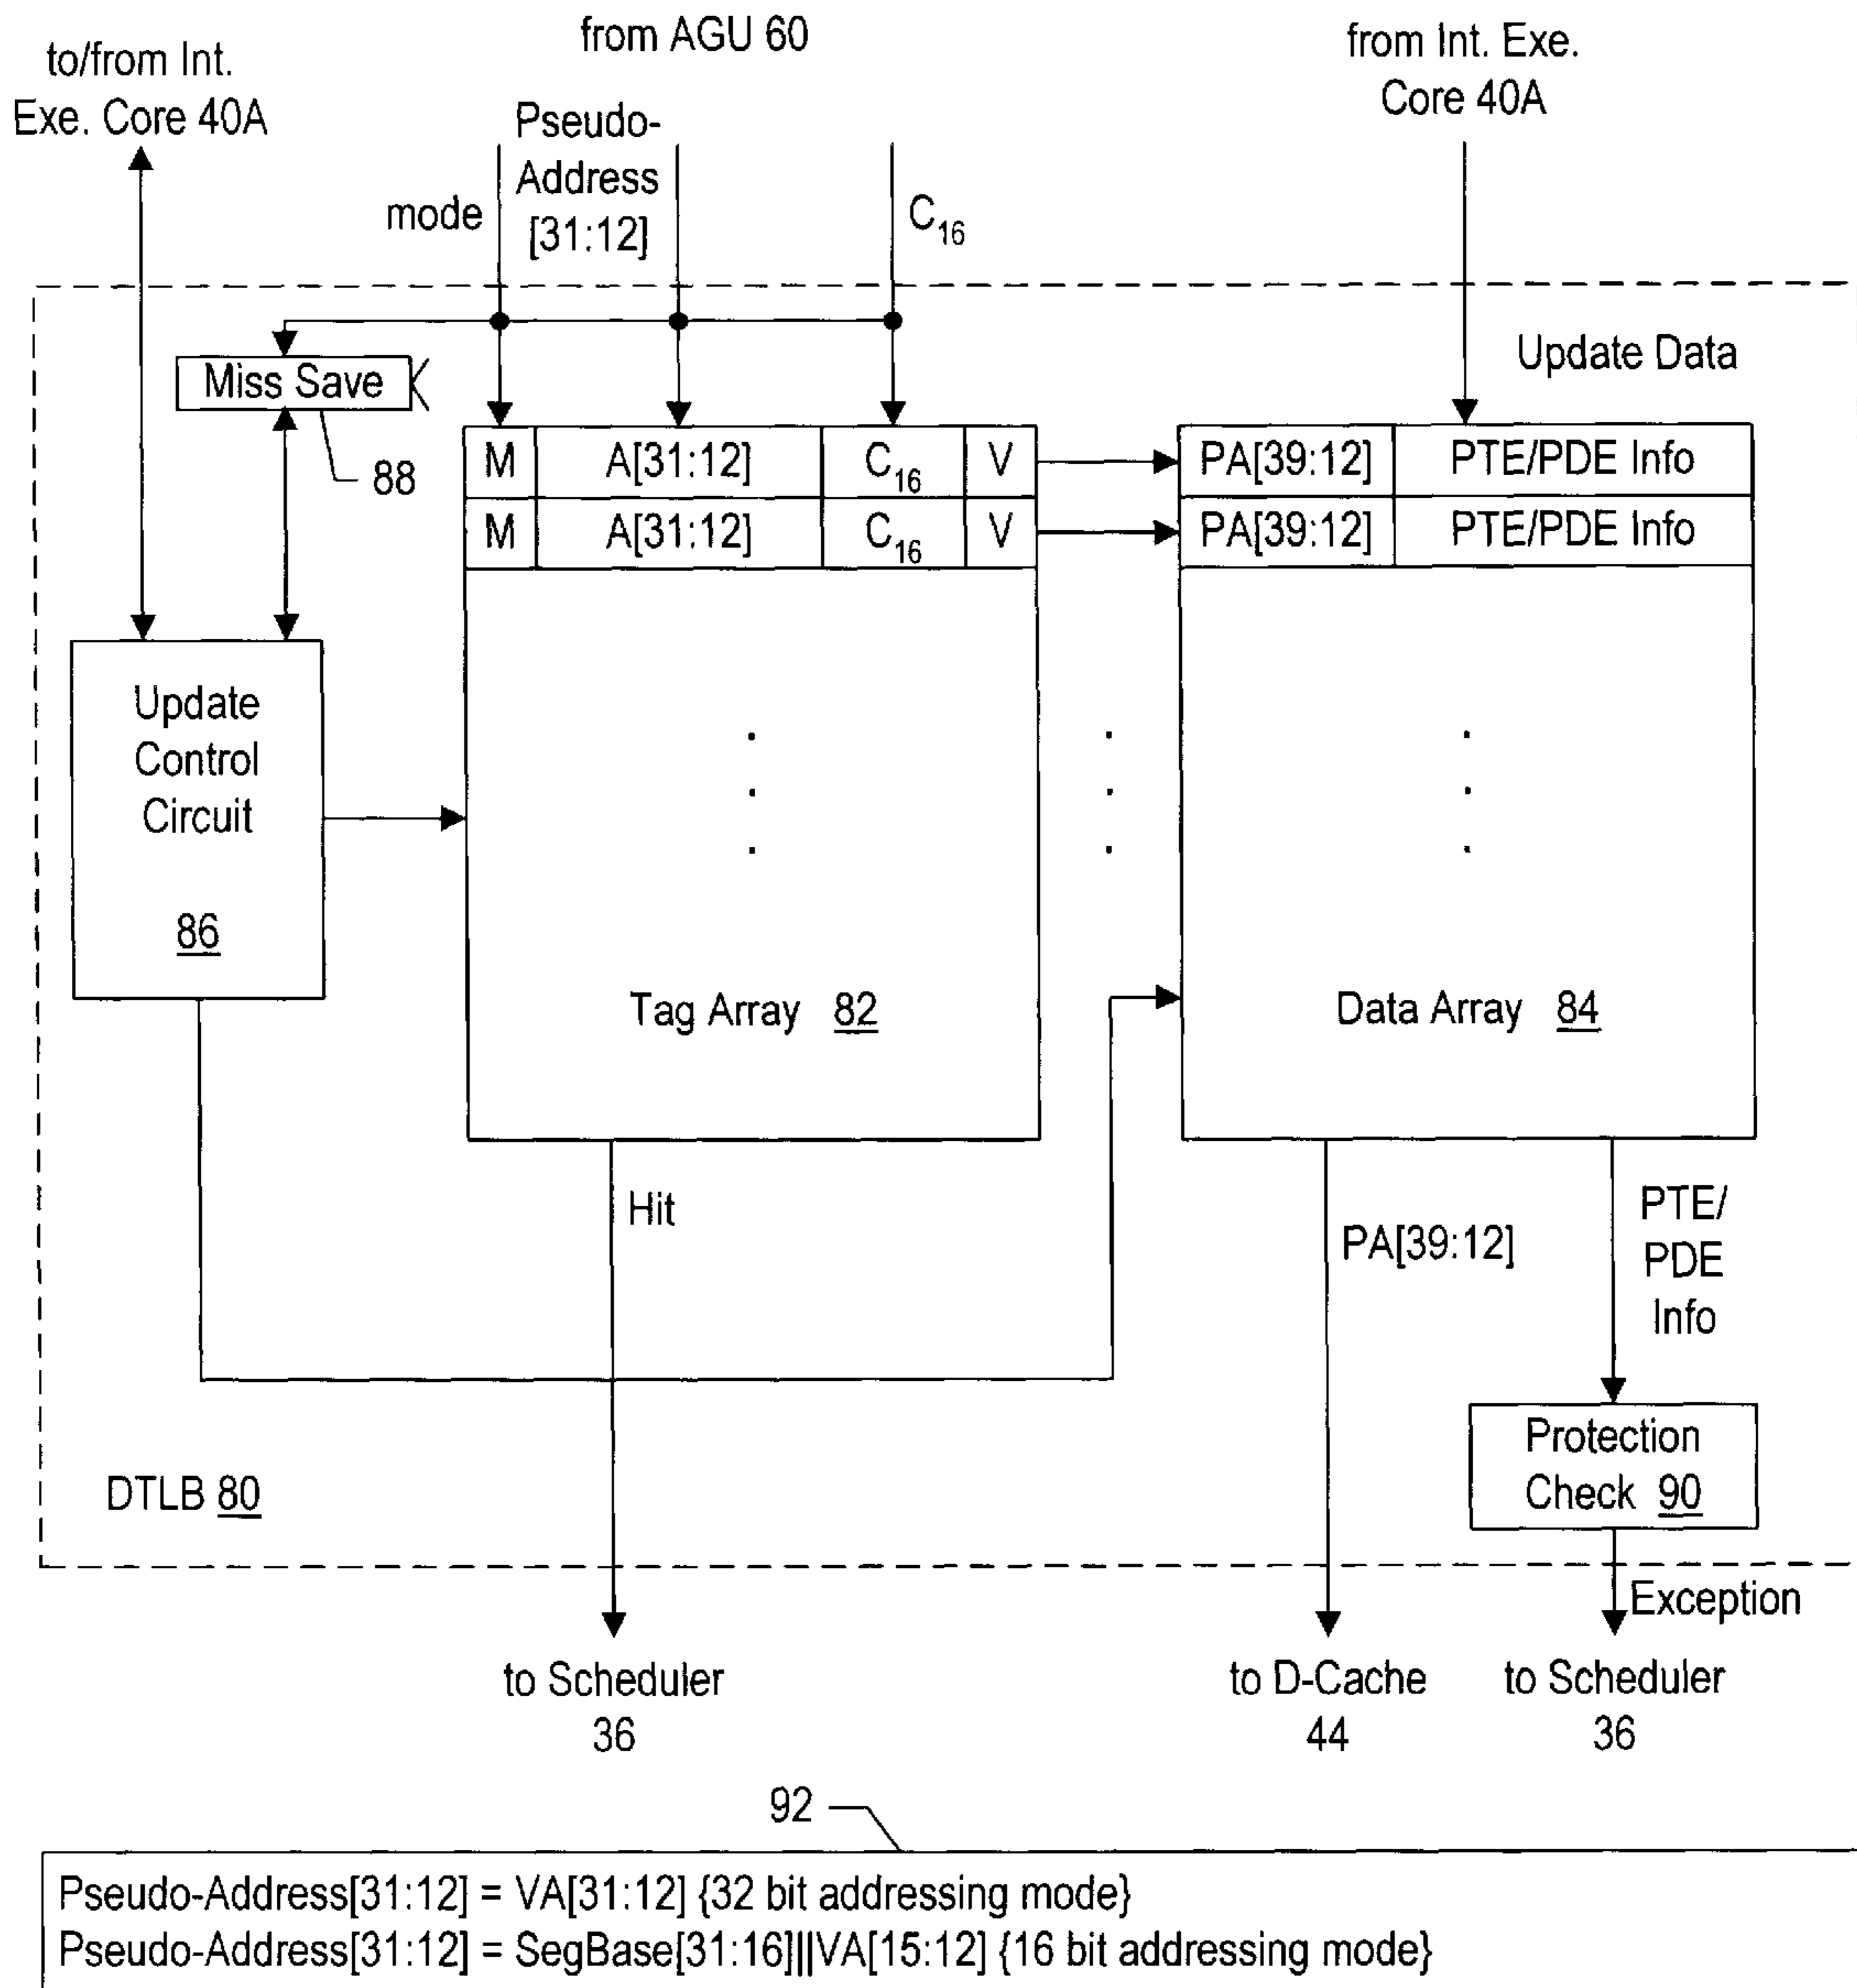 from AGU 60
to/from Int.
Exe. Core 40A
from Int. Exe.
Core 40A
Pseudo-
Address
[31:12]
mode
C16
Update Data
Miss Save
88
M A[31:12] C16 V PA[39:12] PTE/PDE Info
M A[31:12] C16 V PA[39:12] PTE/PDE Info
Update
Control
Circuit
86
Tag Array 82
Data Array 84
Hit
PA[39:12]
PTE/
PDE
Info
Protection
Check 90
DTLB 80
Exception
to Scheduler
36
to D-Cache
44
to Scheduler
36
92
Pseudo-Address[31:12] = VA[31:12] {32 bit addressing mode}
Pseudo-Address[31:12] = SegBase[31:16]||VA[15:12] {16 bit addressing mode}